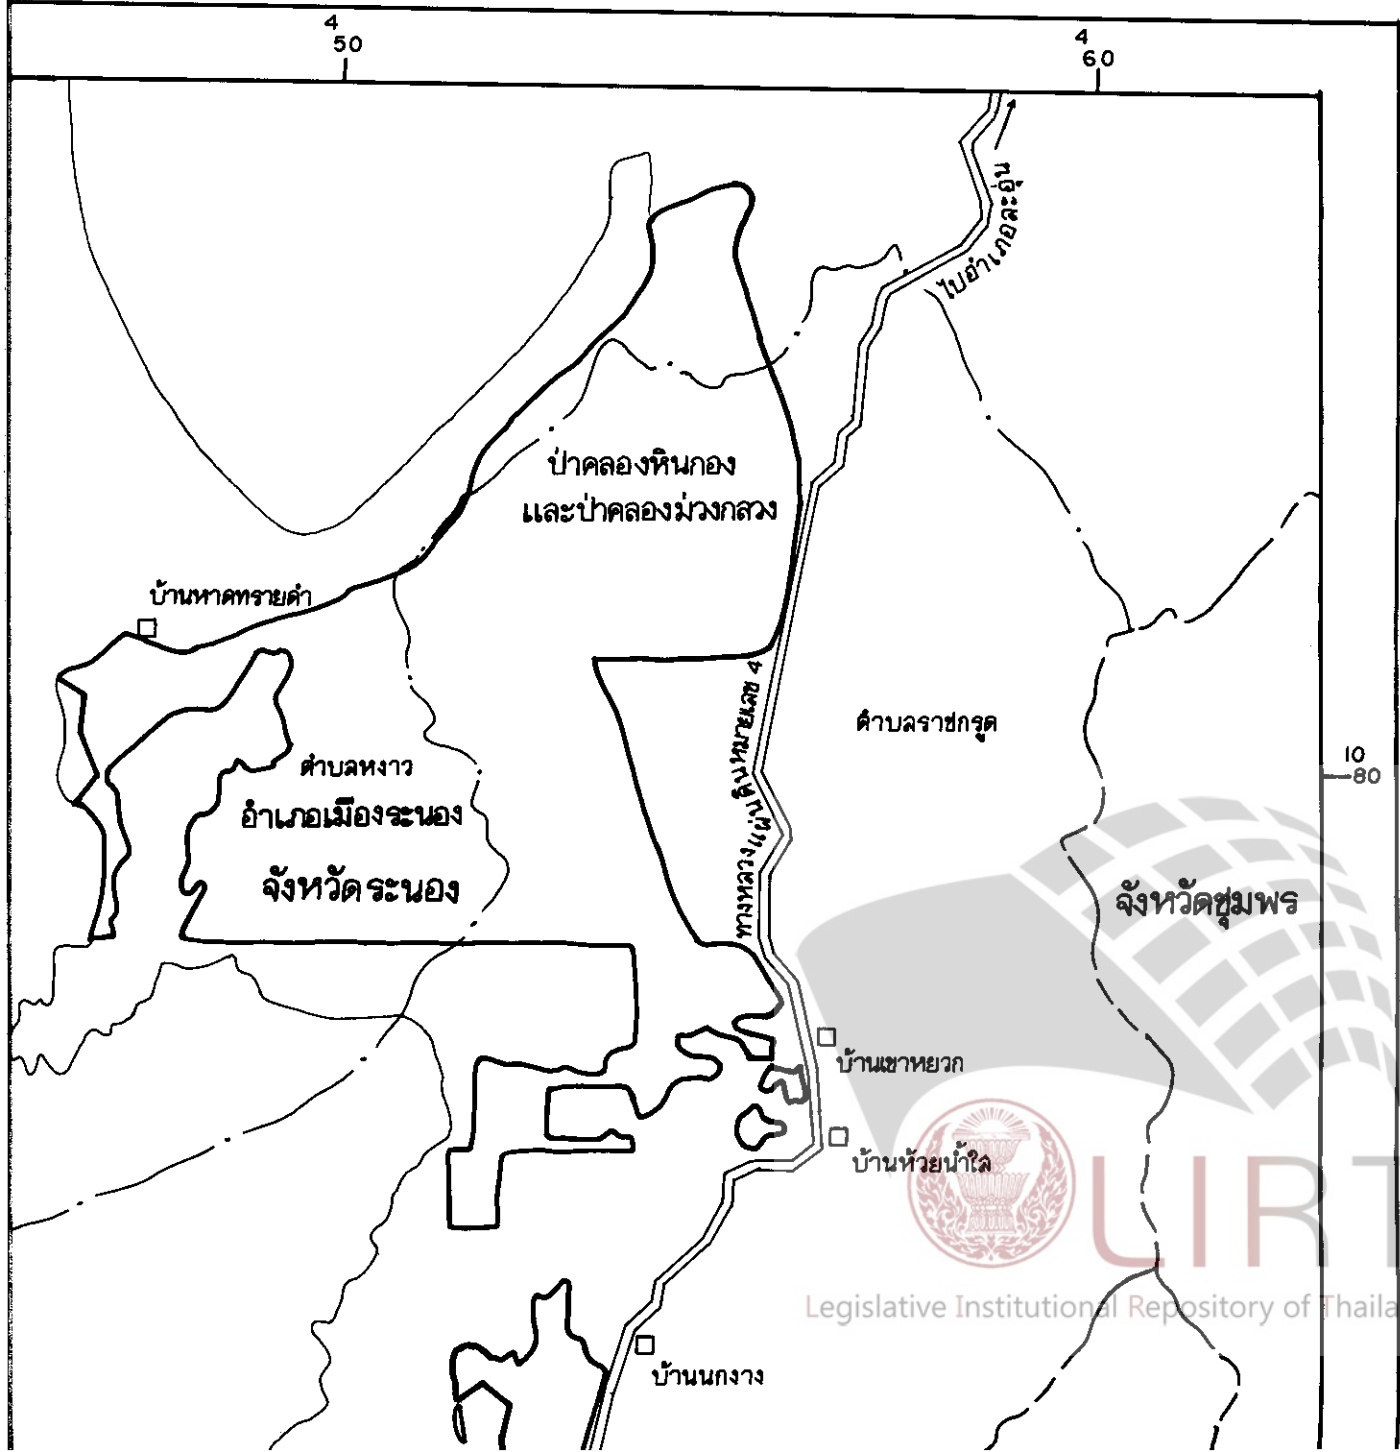 4
50
4
60
ไปอำเภอละอุ่น
ป่าคลองหินกอง
และป่าคลองม่วงกลวง
บ้านหาดทรายดำ
ทางหลวงแผ่นดินหมายเลข 4
ตำบลราชกรูด
ตำบลหงาว
อำเภอเมืองระนอง
จังหวัดระนอง
10
80
จังหวัดชุมพร
บ้านเขาหยวก
บ้านห้วยน้ำใส
LIRT
Legislative Institutional Repository of Thaila
บ้านนกงาง